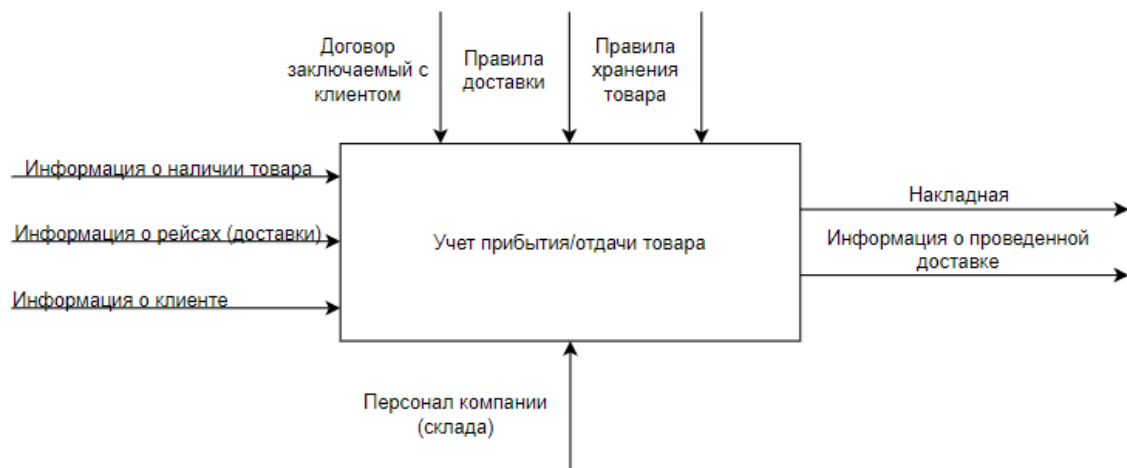 Договор
заключаемый с
клиентом
Правила
доставки
Правила
хранения
товара
Информация о наличии товара
Информация о рейсах (доставки)
Информация о клиенте
Учет прибытия/отдачи товара
Накладная
Информация о проведенной
доставке
Персонал компании
(склада)